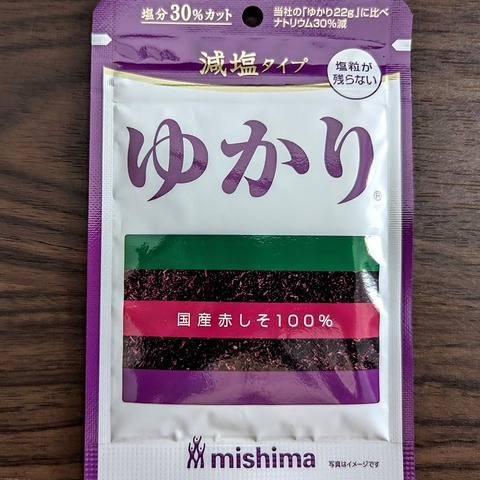 塩分30%カット
当社の「ゆかり22g」に比べ
ナトリウム30%減
減塩タイプ
塩粒が
残らない
ゆかり®
国産赤しそ100%
mishima
写真はイメージです